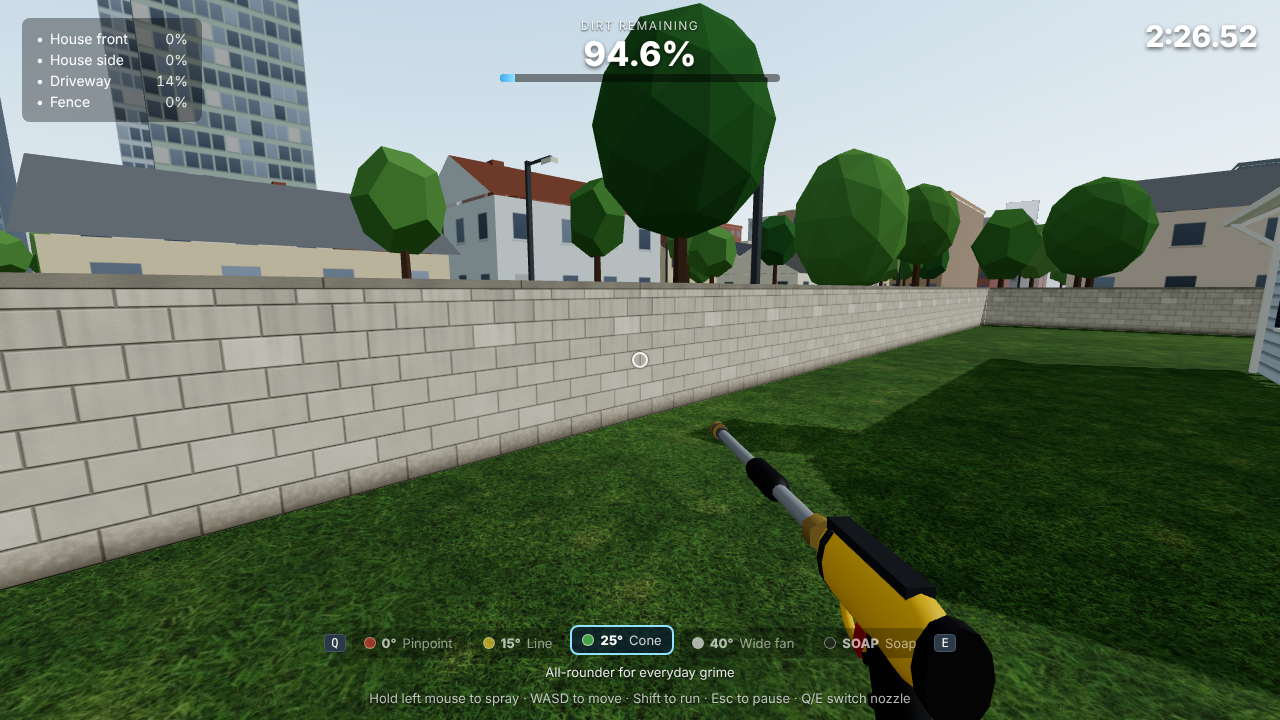 • House front 0%
• House side 0%
• Driveway 14%
• Fence 0%
DIRT REMAINING
94.6%
2:26.52
Q 0° Pinpoint 15° Line 25° Cone 40° Wide fan SOAP Soap E
All-rounder for everyday grime
Hold left mouse to spray · WASD to move · Shift to run · Esc to pause · Q/E switch nozzle